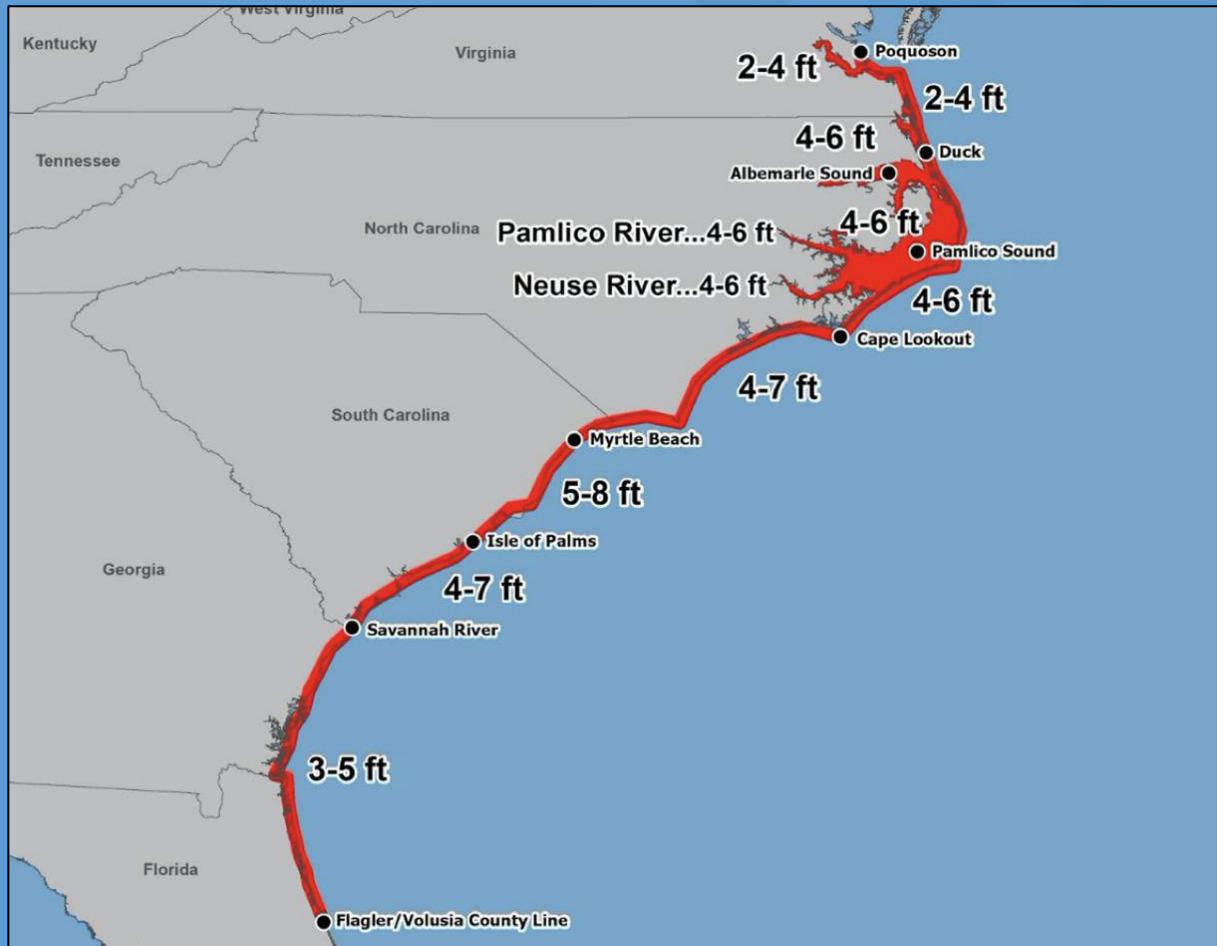 West Virginia
Kentucky
Virginia
Poquoson
2-4 ft
2-4 ft
4-6 ft
Duck
Tennessee
Albemarle Sound
North Carolina
Pamlico River...4-6 ft
4-6 ft
Pamlico Sound
Neuse River...4-6 ft
4-6 ft
Cape Lookout
4-7 ft
South Carolina
Myrtle Beach
5-8 ft
Isle of Palms
Georgia
4-7 ft
Savannah River
3-5 ft
Florida
Flagler/Volusia County Line